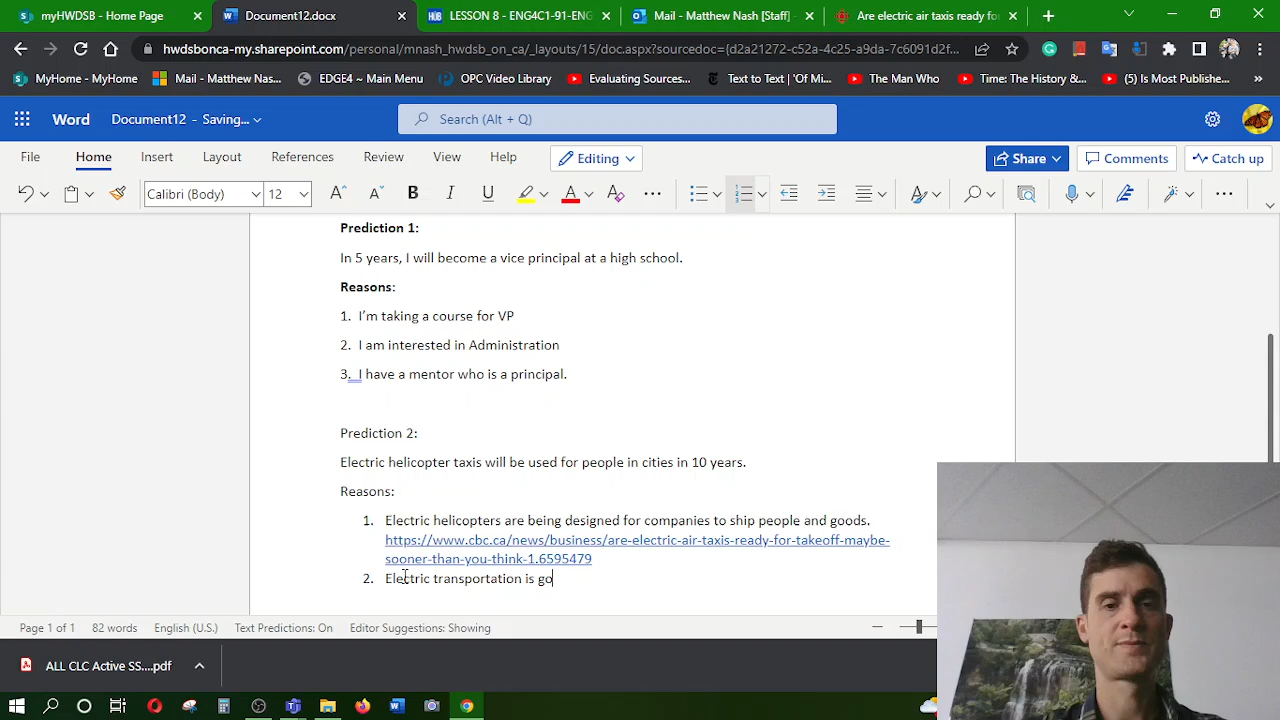 myHWDSB - Home Page
Document12.docx
LESSON 8 - ENG4C1-91-ENG
Mail - Matthew Nash [Staff] -
Are electric air taxis ready fo
hwdsbonca-my.sharepoint.com/personal/mnash_hwdsb_on_ca/_layouts/15/doc.aspx?sourcedoc={d2a21272-c52a-4c25-a9da-7c6091d2f...
MyHome - MyHome
Mail - Matthew Nas...
EDGE4 ~ Main Menu
OPC Video Library
Evaluating Sources...
Text to Text | 'Of Mi...
The Man Who
Time: The History &...
(5) Is Most Published...
Word
Document12 - Saving...
Search (Alt + Q)
File Home Insert Layout References Review View Help
Editing
Share
Comments
Catch up
Calibri (Body) 12
Prediction 1:
In 5 years, I will become a vice principal at a high school.
Reasons:
1. I'm taking a course for VP
2. I am interested in Administration
3. I have a mentor who is a principal.
Prediction 2:
Electric helicopter taxis will be used for people in cities in 10 years.
Reasons:
1. Electric helicopters are being designed for companies to ship people and goods.
https://www.cbc.ca/news/business/are-electric-air-taxis-ready-for-takeoff-maybe-
sooner-than-you-think-1.6595479
2. Electric transportation is go
Page 1 of 1 82 words English (U.S.) Text Predictions: On Editor Suggestions: Showing
ALL CLC Active SS....pdf